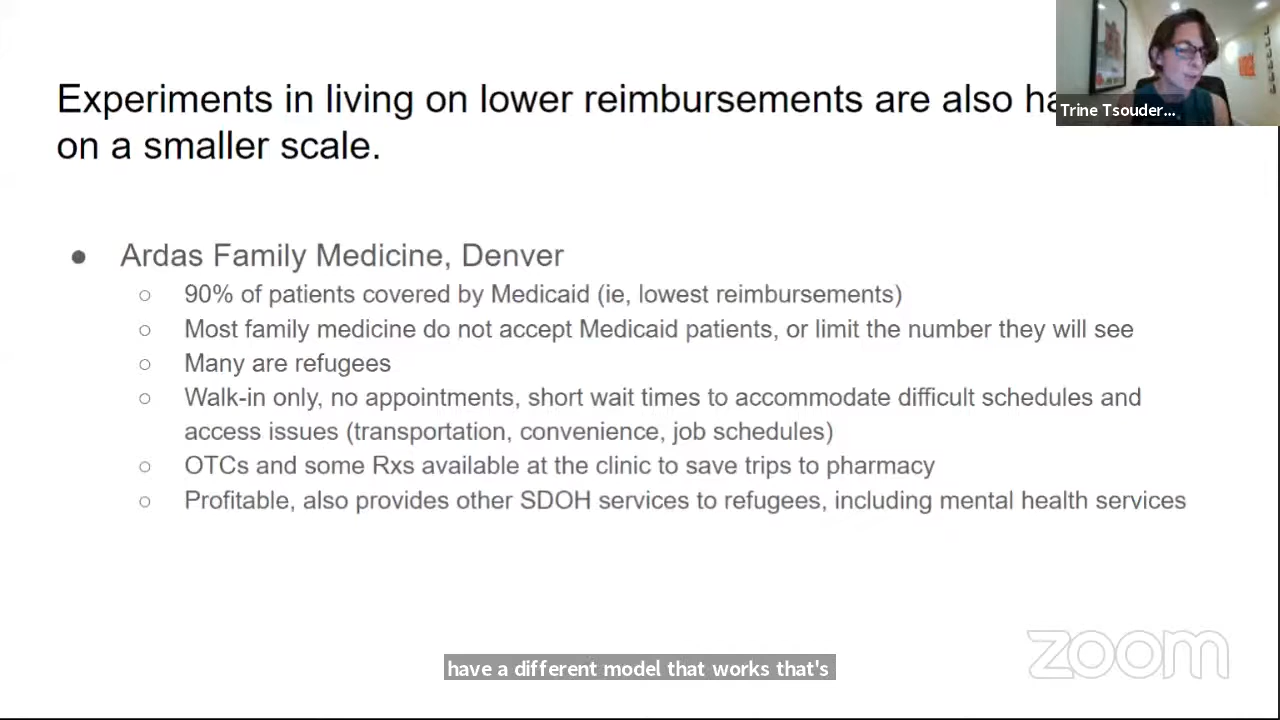 Experiments in living on lower reimbursements are also ha
on a smaller scale.
Trine Tsouder...
● Ardas Family Medicine, Denver
○ 90% of patients covered by Medicaid (ie, lowest reimbursements)
○ Most family medicine do not accept Medicaid patients, or limit the number they will see
○ Many are refugees
○ Walk-in only, no appointments, short wait times to accommodate difficult schedules and
access issues (transportation, convenience, job schedules)
○ OTCs and some Rxs available at the clinic to save trips to pharmacy
○ Profitable, also provides other SDOH services to refugees, including mental health services
zoom
have a different model that works that's